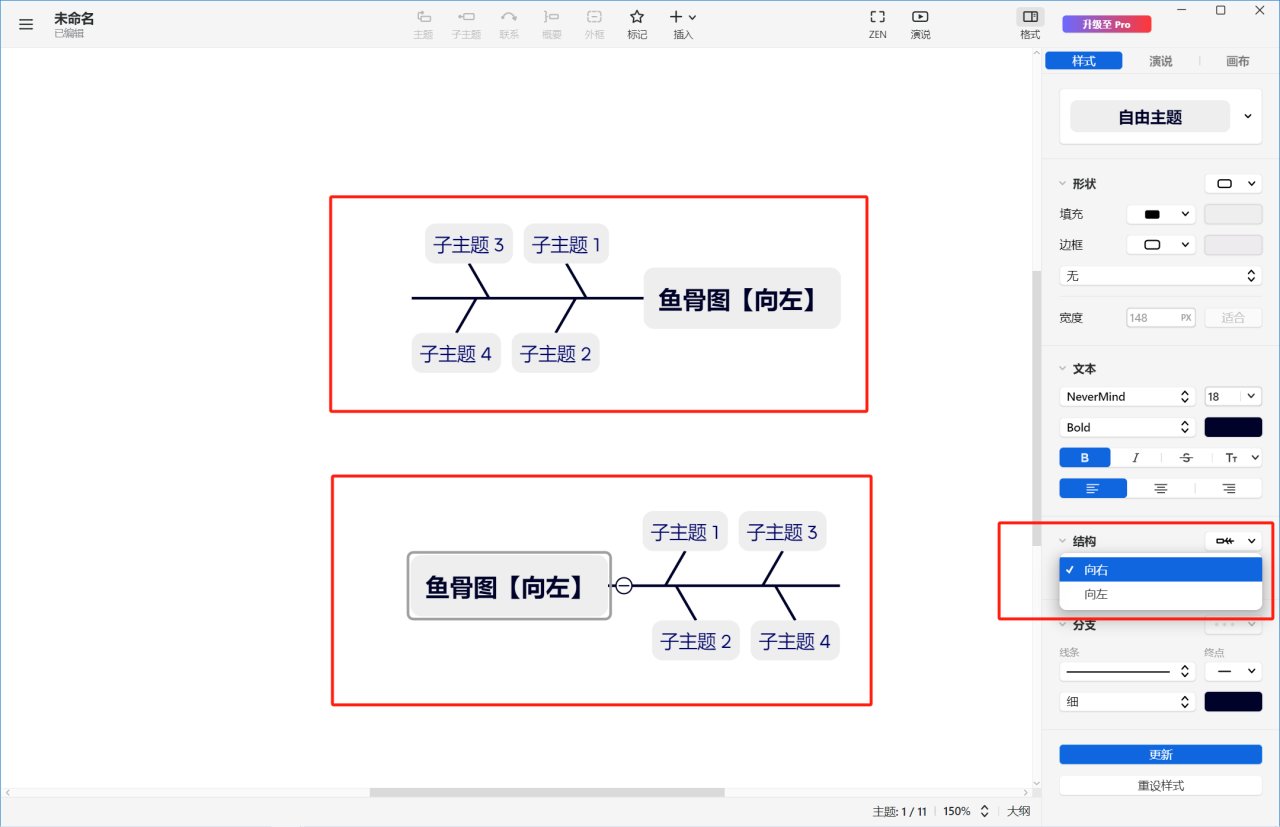 未命名
已编辑
主题
子主题
联系
概要
外框
标记
插入
ZEN
演说
格式
升级至 Pro
样式
演说
画布
自由主题
形状
填充
边框
无
宽度
148 PX
适合
文本
NeverMind
18
Bold
B
I
S
TT
结构
向右
向左
分支
线条
终点
细
更新
重设样式
子主题 3
子主题 1
鱼骨图【向左】
子主题 4
子主题 2
子主题 1
子主题 3
鱼骨图【向左】
子主题 2
子主题 4
主题: 1 / 11
150%
大纲